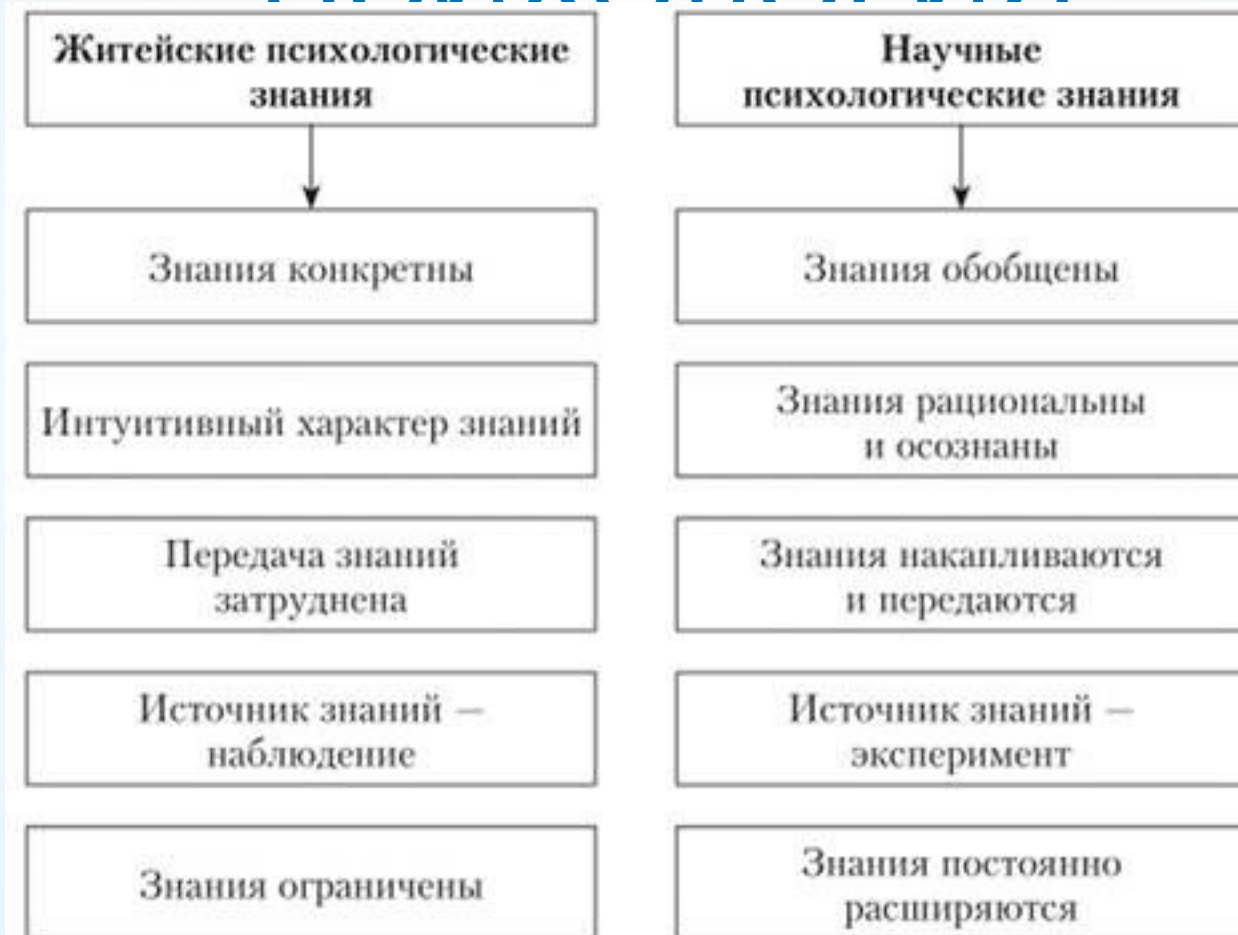 Житейские психологические
знания
Научные
психологические знания
Знания конкретны
Знания обобщены
Интуитивный характер знаний
Знания рациональны
и осознаны
Передача знаний
затруднена
Знания накапливаются
и передаются
Источник знаний —
наблюдение
Источник знаний —
эксперимент
Знания ограничены
Знания постоянно
расширяются